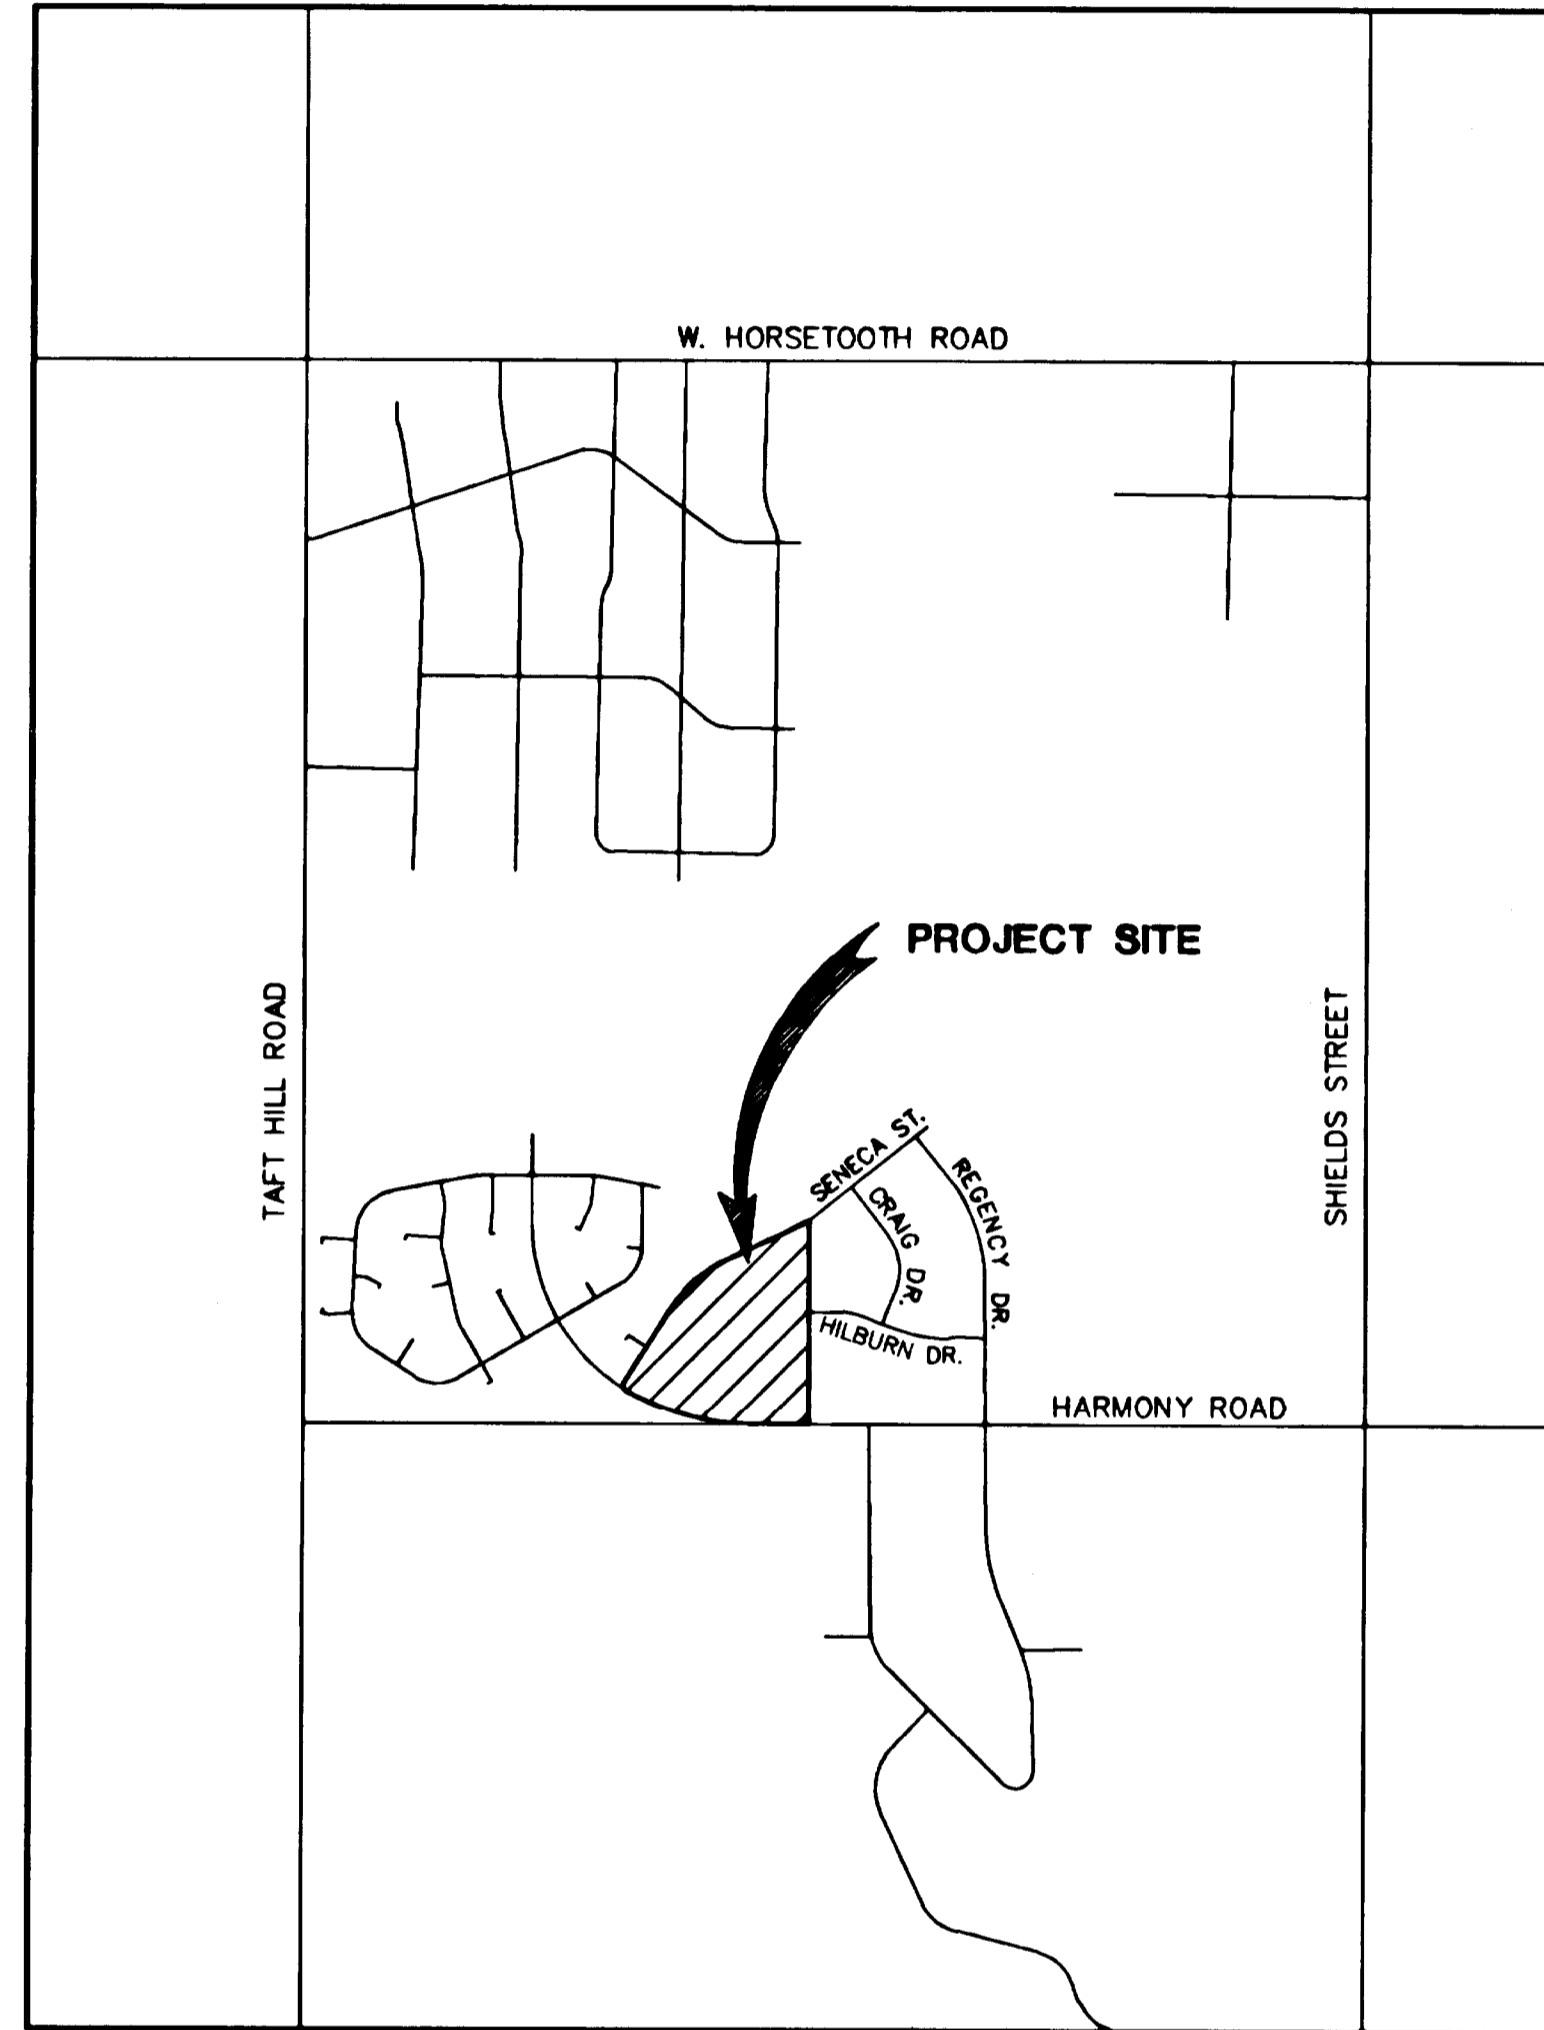 W. HORSETOOTH ROAD
PROJECT SITE
TAFT HILL ROAD
SHIELDS STREET
SENECA ST.
REGENCY DR.
CRAIG DR.
HILBURN DR.
HARMONY ROAD